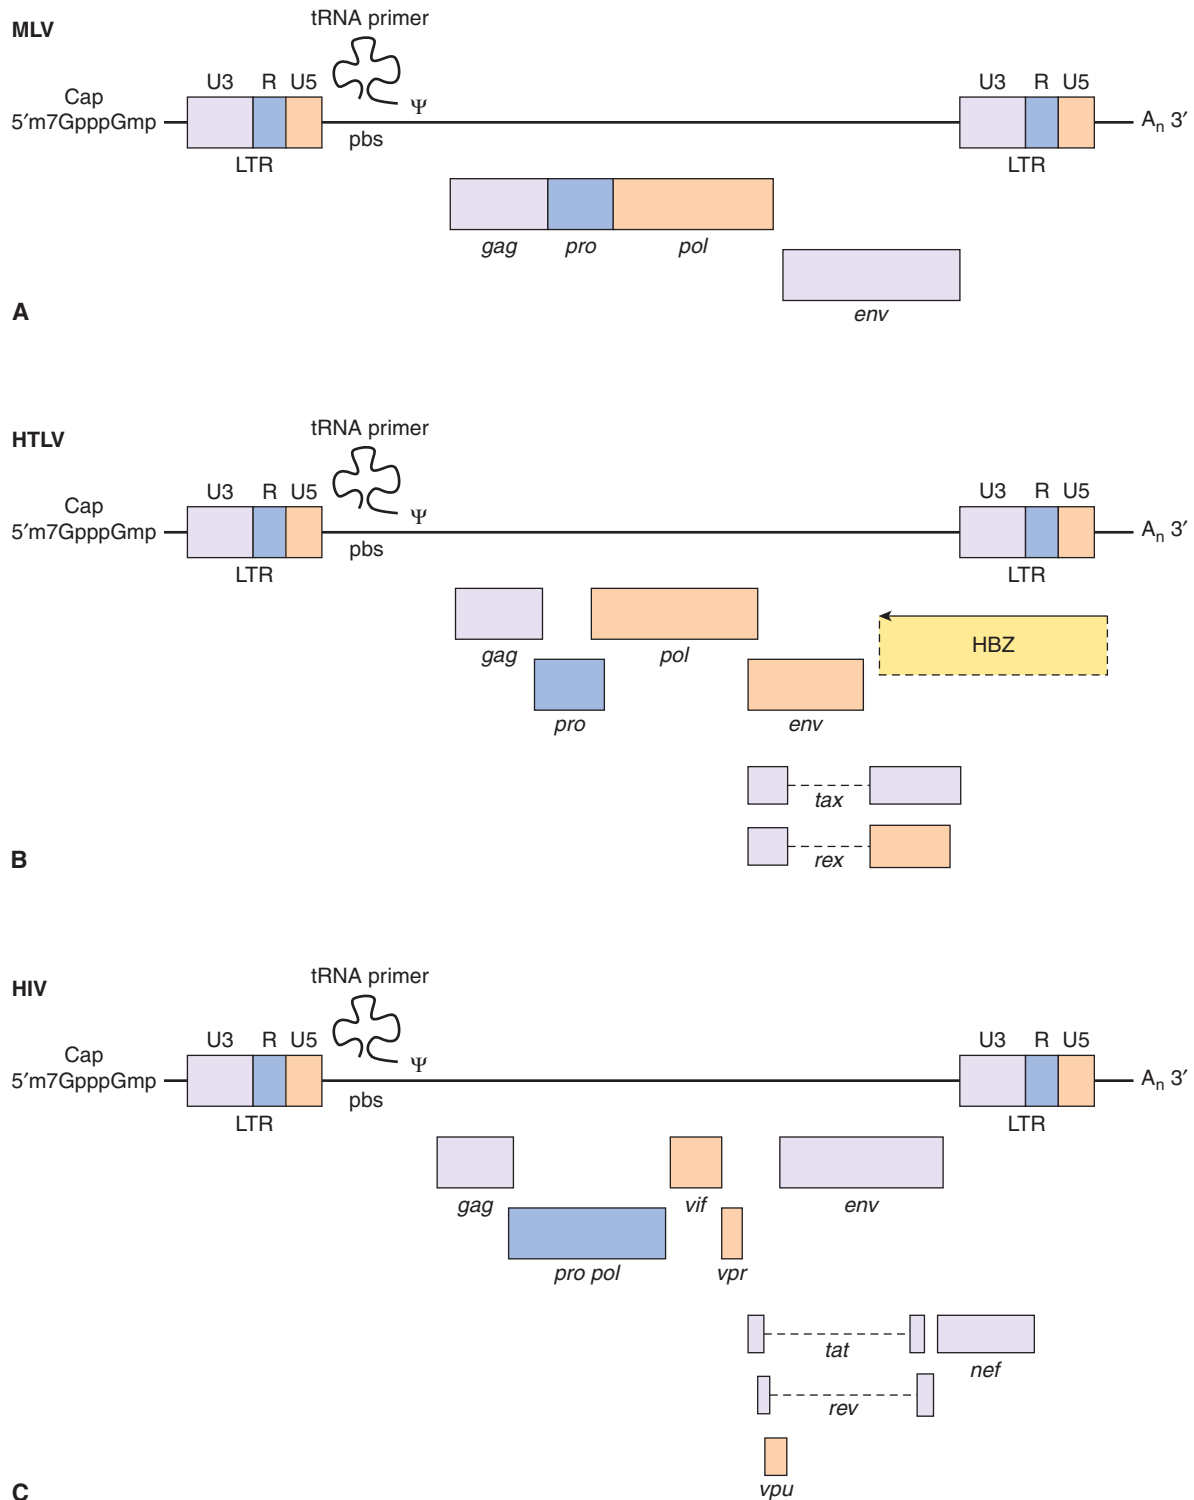 MLV
tRNA primer
U3 R U5
U3 R U5
Cap
5′m7GpppGmp
Ψ
An 3′
pbs
LTR
LTR
gag pro pol
env
A
HTLV
tRNA primer
U3 R U5
U3 R U5
Cap
5′m7GpppGmp
Ψ
An 3′
pbs
LTR
LTR
HBZ
gag
pol
pro
env
tax
rex
B
HIV
tRNA primer
U3 R U5
U3 R U5
Cap
5′m7GpppGmp
Ψ
An 3′
pbs
LTR
LTR
gag
vif
env
pro pol
vpr
tat
nef
rev
vpu
C